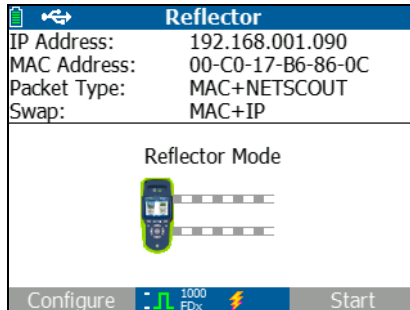 Reflector
IP Address: 192.168.001.090
MAC Address: 00-C0-17-B6-86-0C
Packet Type: MAC+NETSCOUT
Swap: MAC+IP
Reflector Mode
Configure 1000 FDx Start